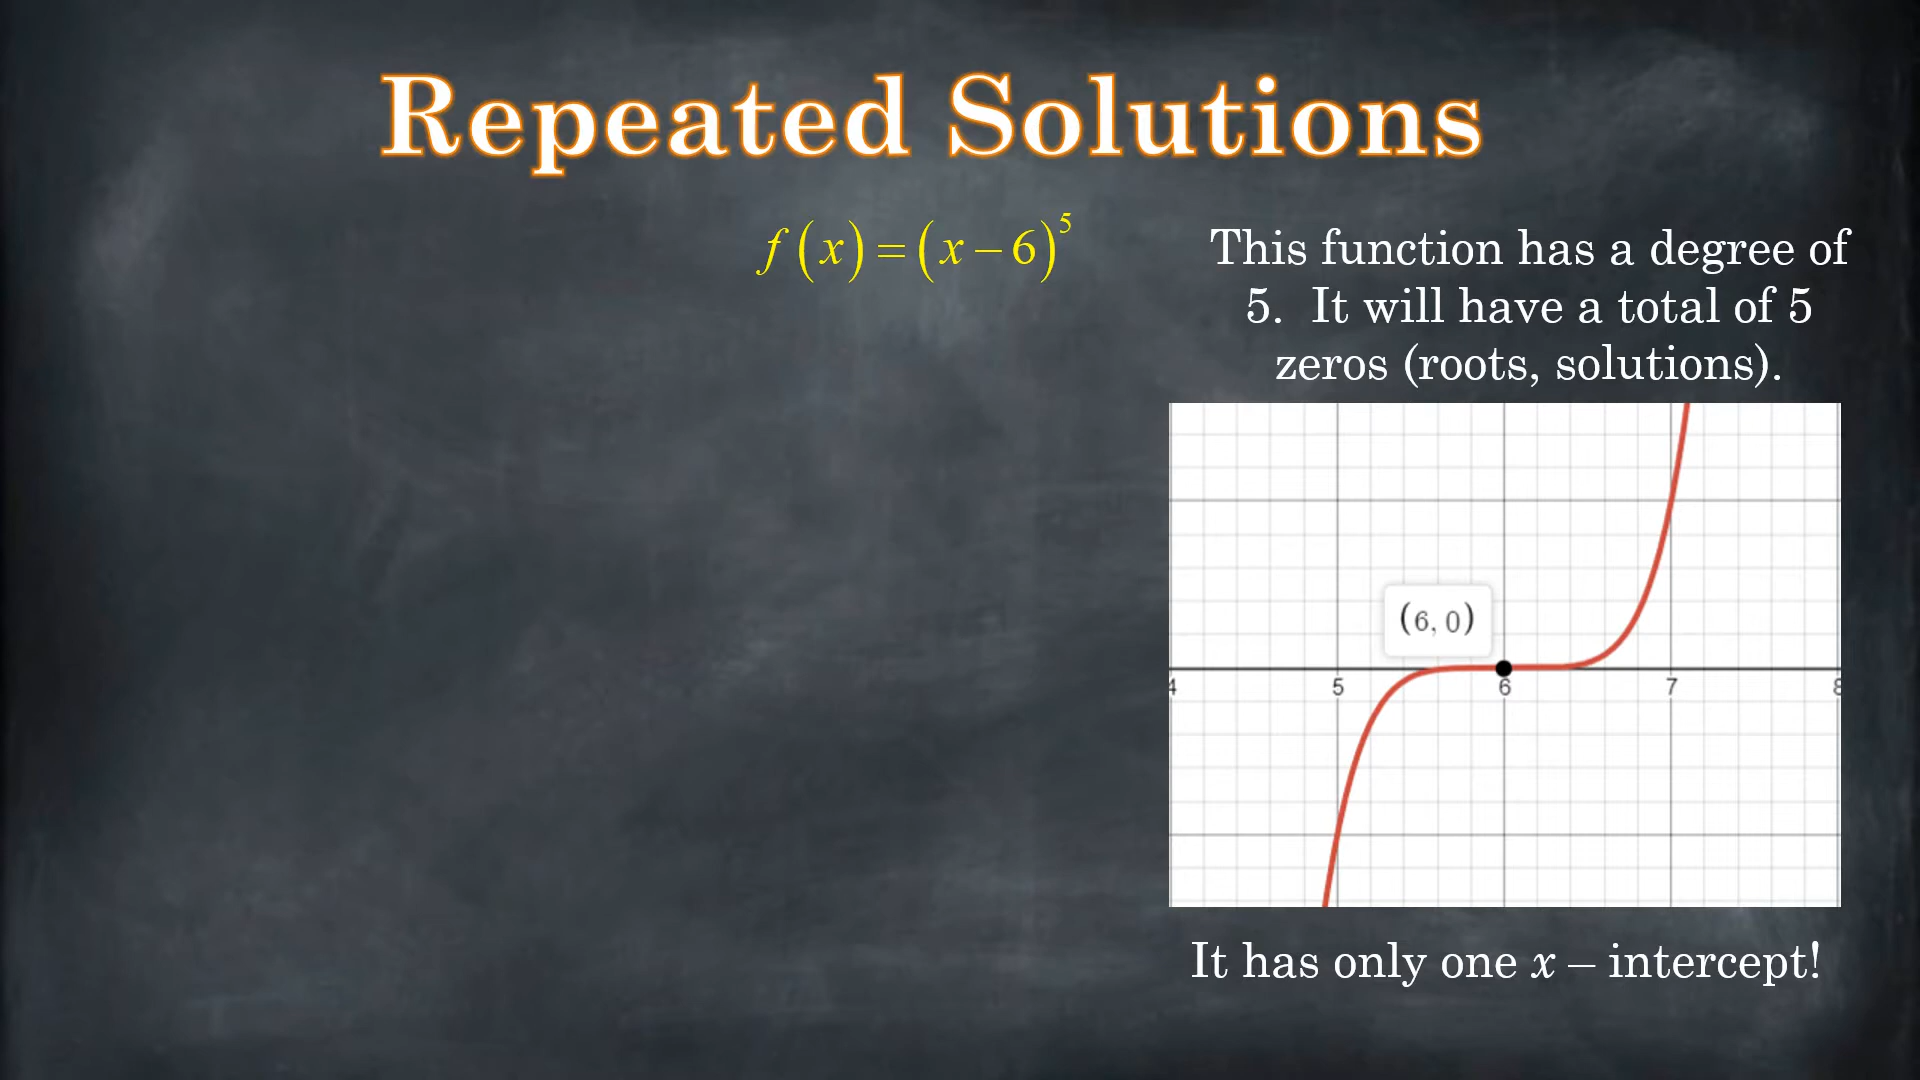 Repeated Solutions
f(x) = (x − 6)⁵
This function has a degree of
5. It will have a total of 5
zeros (roots, solutions).
(6, 0)
4 5 6 7 8
It has only one x – intercept!